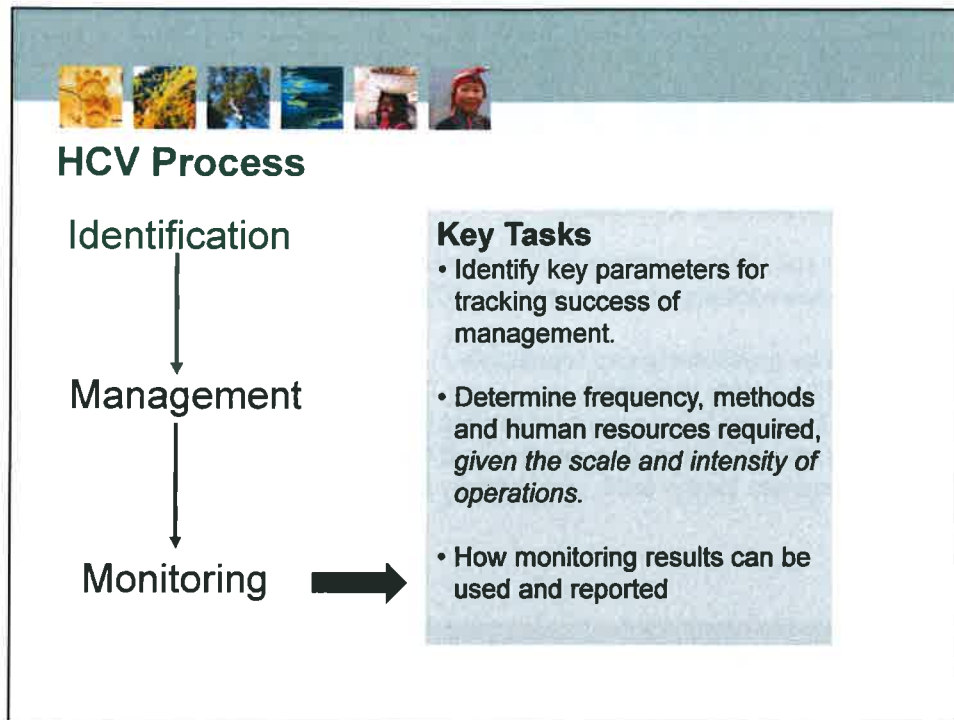 HCV Process
Identification
Management
Monitoring
Key Tasks
• Identify key parameters for
tracking success of
management.
• Determine frequency, methods
and human resources required,
given the scale and intensity of
operations.
• How monitoring results can be
used and reported